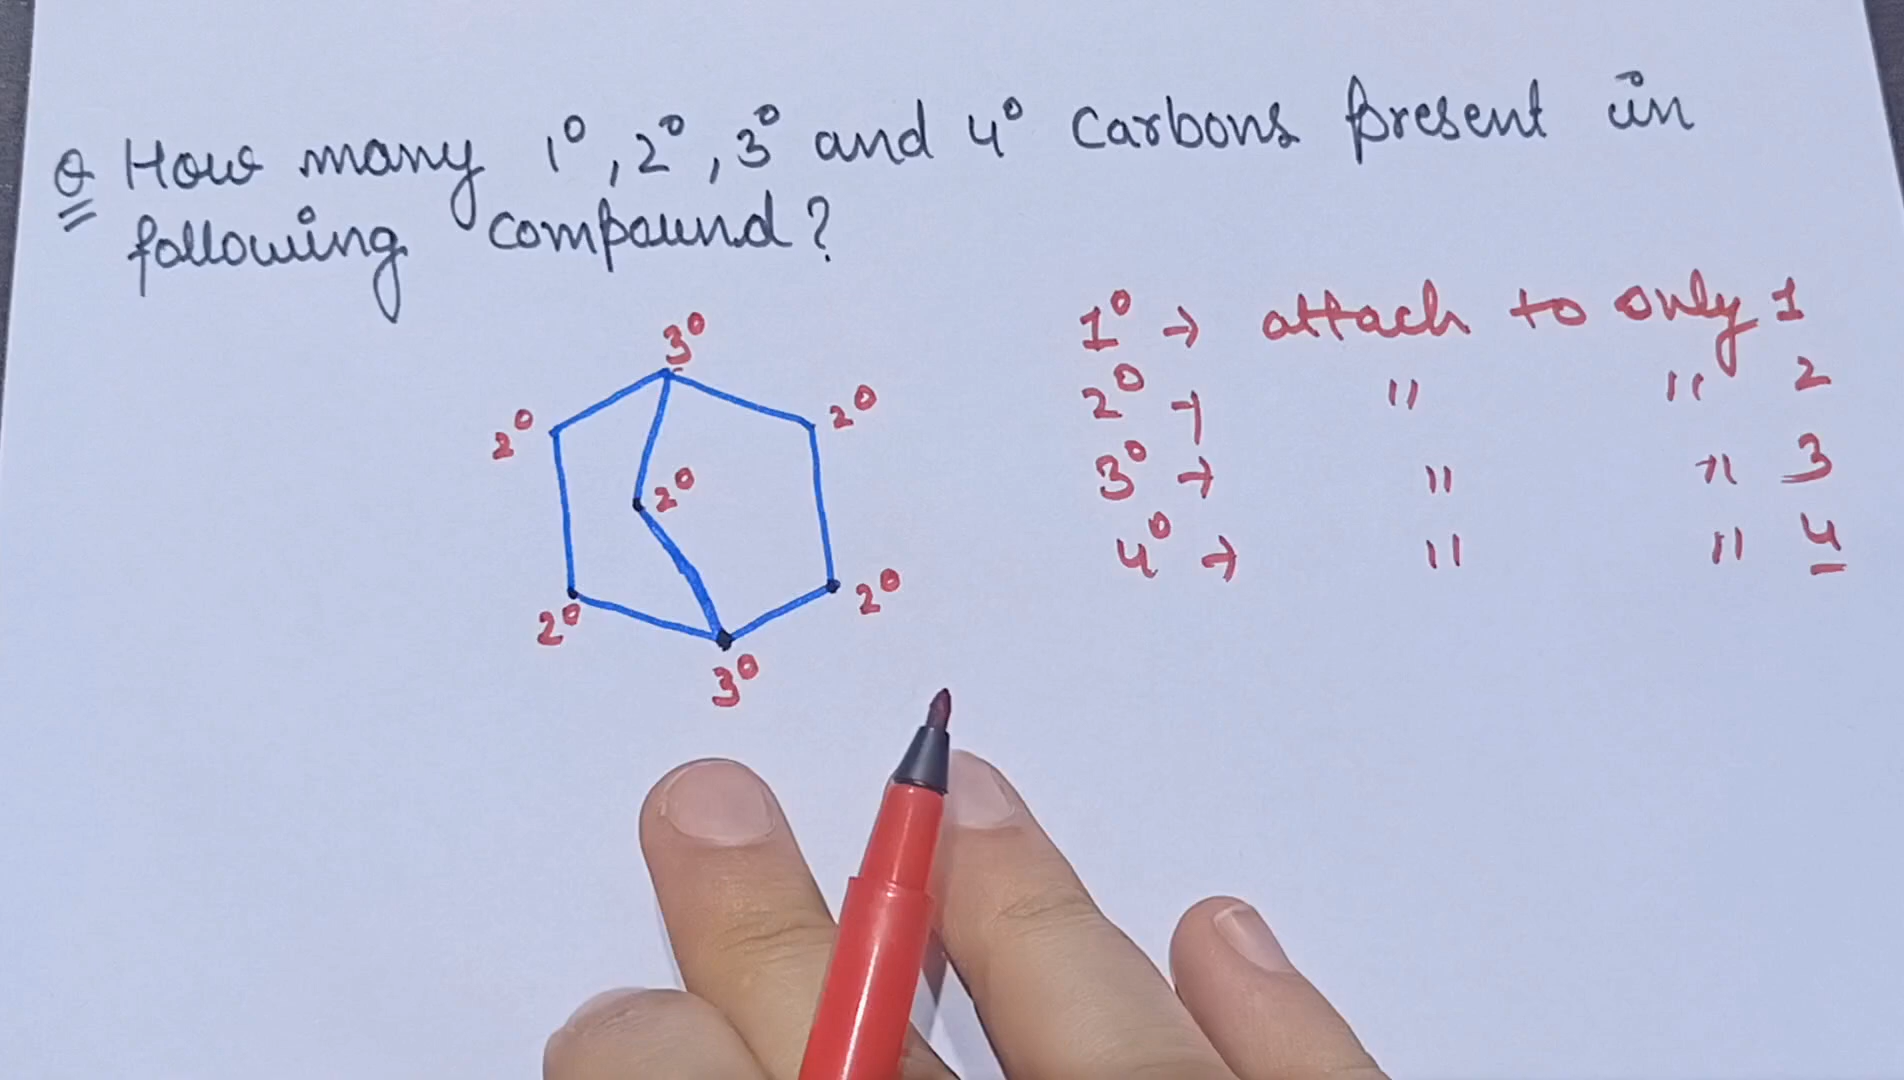 Q How many 1°, 2°, 3° and 4° carbons present in
following compound?
3°
2°
2°
2°
2°
2°
3°
1° → attach to only 1
2° → " " 2
3° → " " 3
4° → " " 4